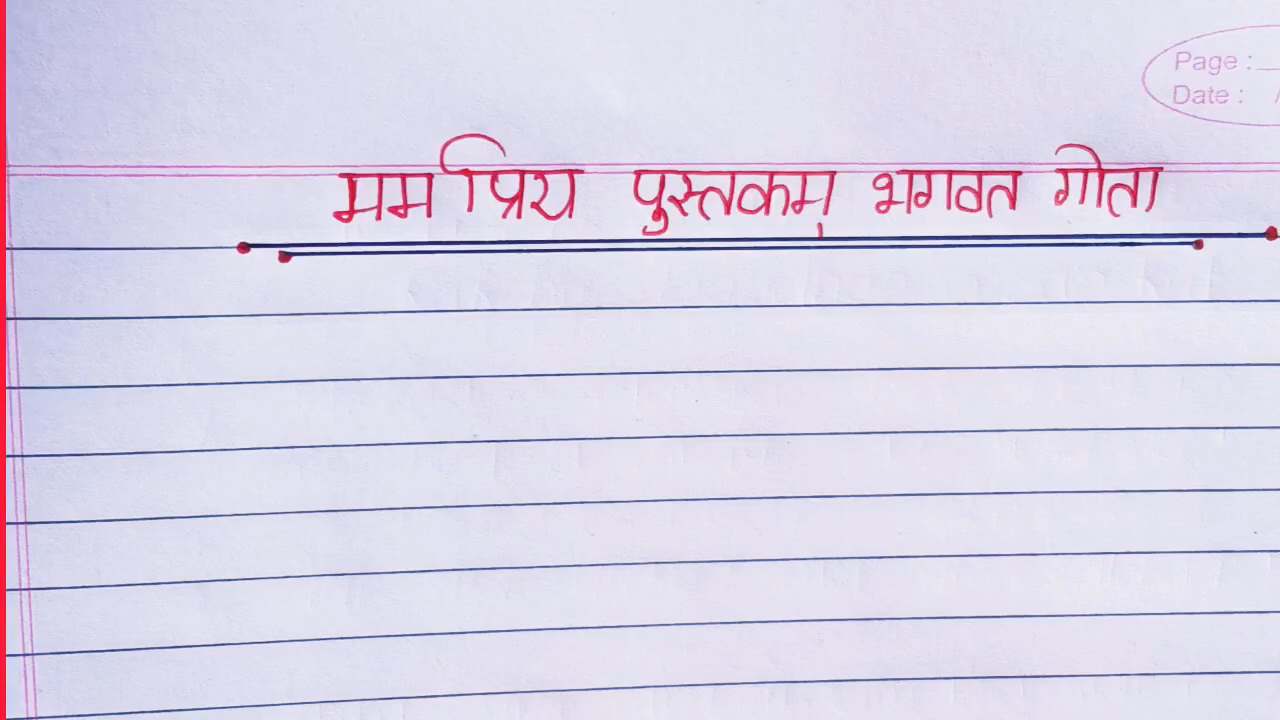 Page :
Date : /
मम प्रिय पुस्तकम् भगवत गीता